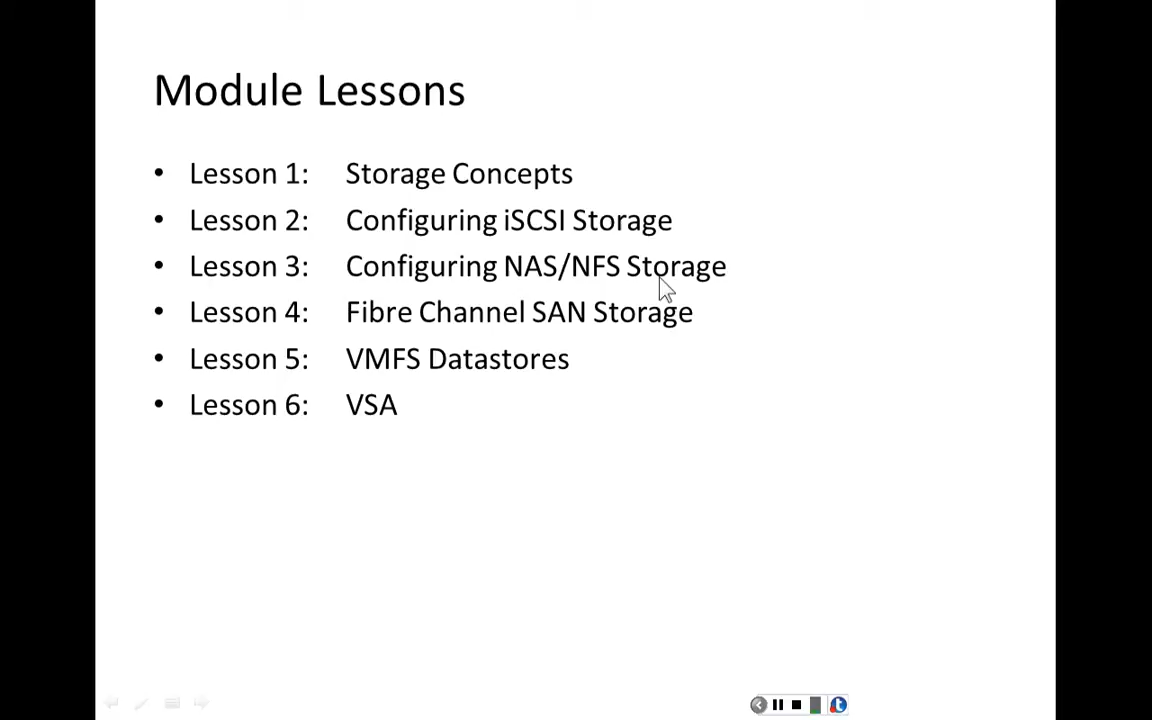 Module Lessons
• Lesson 1: Storage Concepts
• Lesson 2: Configuring iSCSI Storage
• Lesson 3: Configuring NAS/NFS Storage
• Lesson 4: Fibre Channel SAN Storage
• Lesson 5: VMFS Datastores
• Lesson 6: VSA